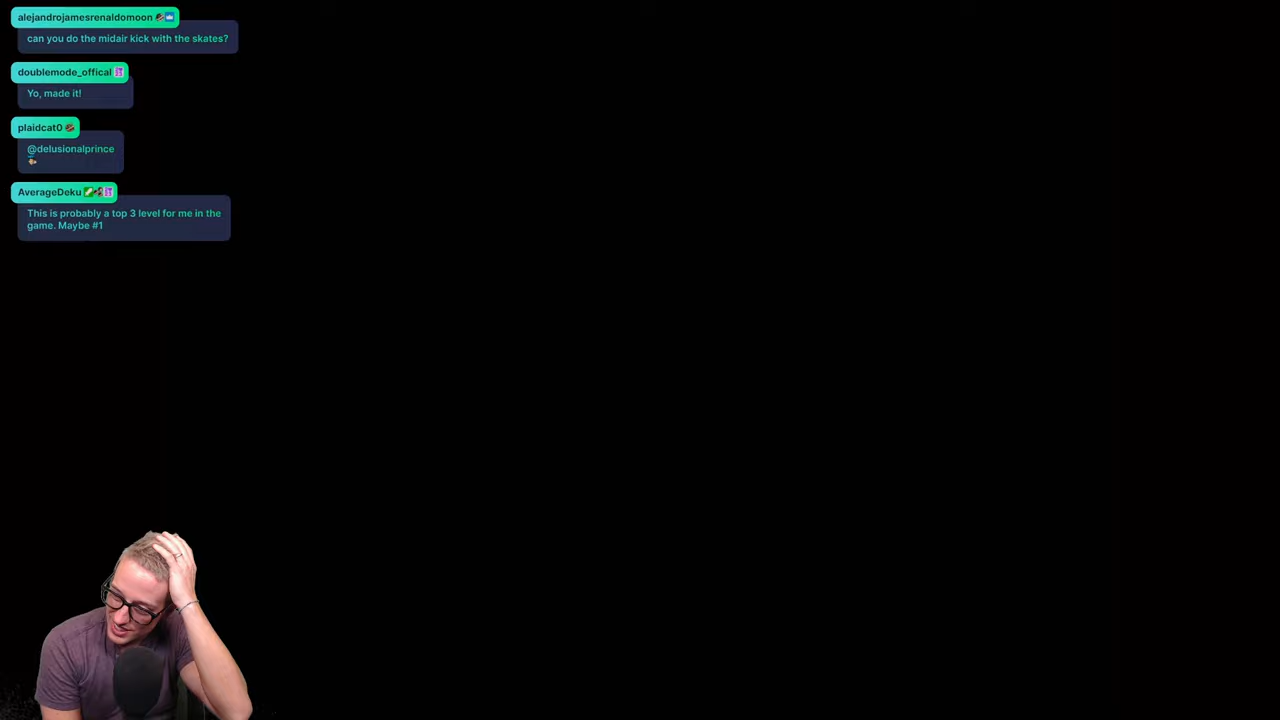 alejandrojamesrenaldomoon
can you do the midair kick with the skates?
doublemode_offical
Yo, made it!
plaidcat0
@delusionalprince
AverageDeku
This is probably a top 3 level for me in the
game. Maybe #1